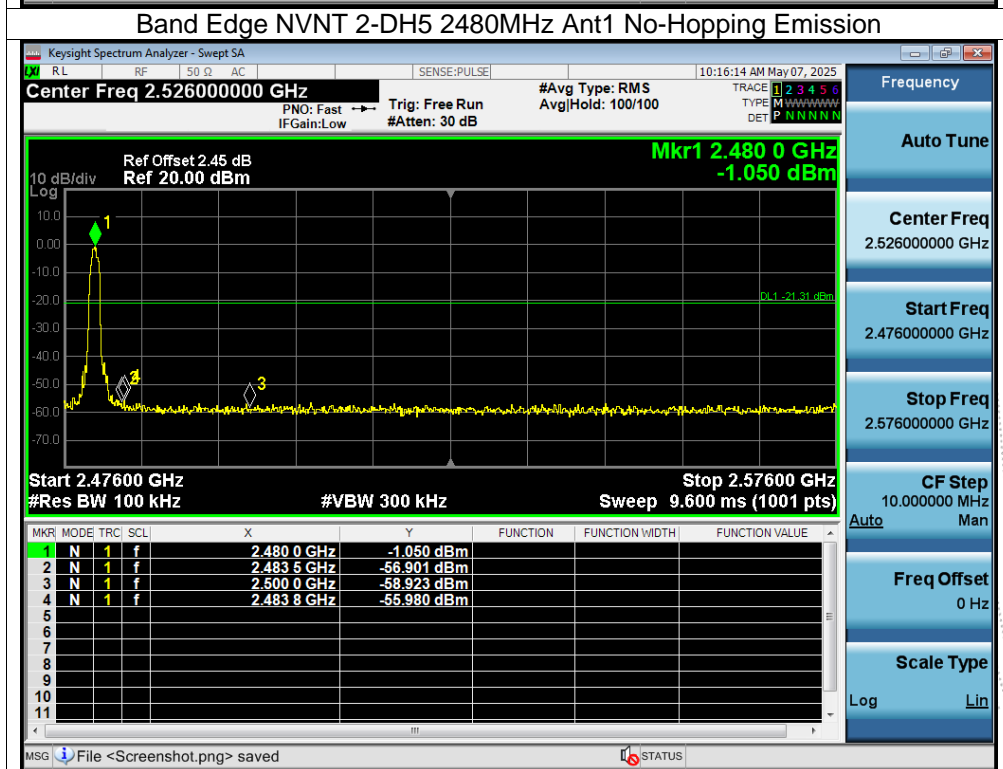 Band Edge NVNT 2-DH5 2480MHz Ant1 No-Hopping Emission
Keysight Spectrum Analyzer - Swept SA
LXI RL RF 50 Ω AC SENSE:PULSE 10:16:14 AM May 07, 2025
Center Freq 2.526000000 GHz
PNO: Fast
IFGain:Low
Trig: Free Run
#Atten: 30 dB
#Avg Type: RMS
Avg|Hold: 100/100
TRACE 1 2 3 4 5 6
TYPE M WWWWW
DET P N N N N N
Frequency
Mkr1 2.480 0 GHz
-1.050 dBm
Ref Offset 2.45 dB
10 dB/div Ref 20.00 dBm
Log
10.0
0.00
-10.0
-20.0
-30.0
-40.0
-50.0
-60.0
-70.0
1
2
4
3
DL1 -21.31 dBm
Start 2.47600 GHz Stop 2.57600 GHz
#Res BW 100 kHz #VBW 300 kHz Sweep 9.600 ms (1001 pts)
MKR MODE TRC SCL X Y FUNCTION FUNCTION WIDTH FUNCTION VALUE
1 N 1 f 2.480 0 GHz -1.050 dBm
2 N 1 f 2.483 5 GHz -56.901 dBm
3 N 1 f 2.500 0 GHz -58.923 dBm
4 N 1 f 2.483 8 GHz -55.980 dBm
5
6
7
8
9
10
11
Auto Tune
Center Freq
2.526000000 GHz
Start Freq
2.476000000 GHz
Stop Freq
2.576000000 GHz
CF Step
10.000000 MHz
Auto Man
Freq Offset
0 Hz
Scale Type
Log Lin
MSG File <Screenshot.png> saved STATUS